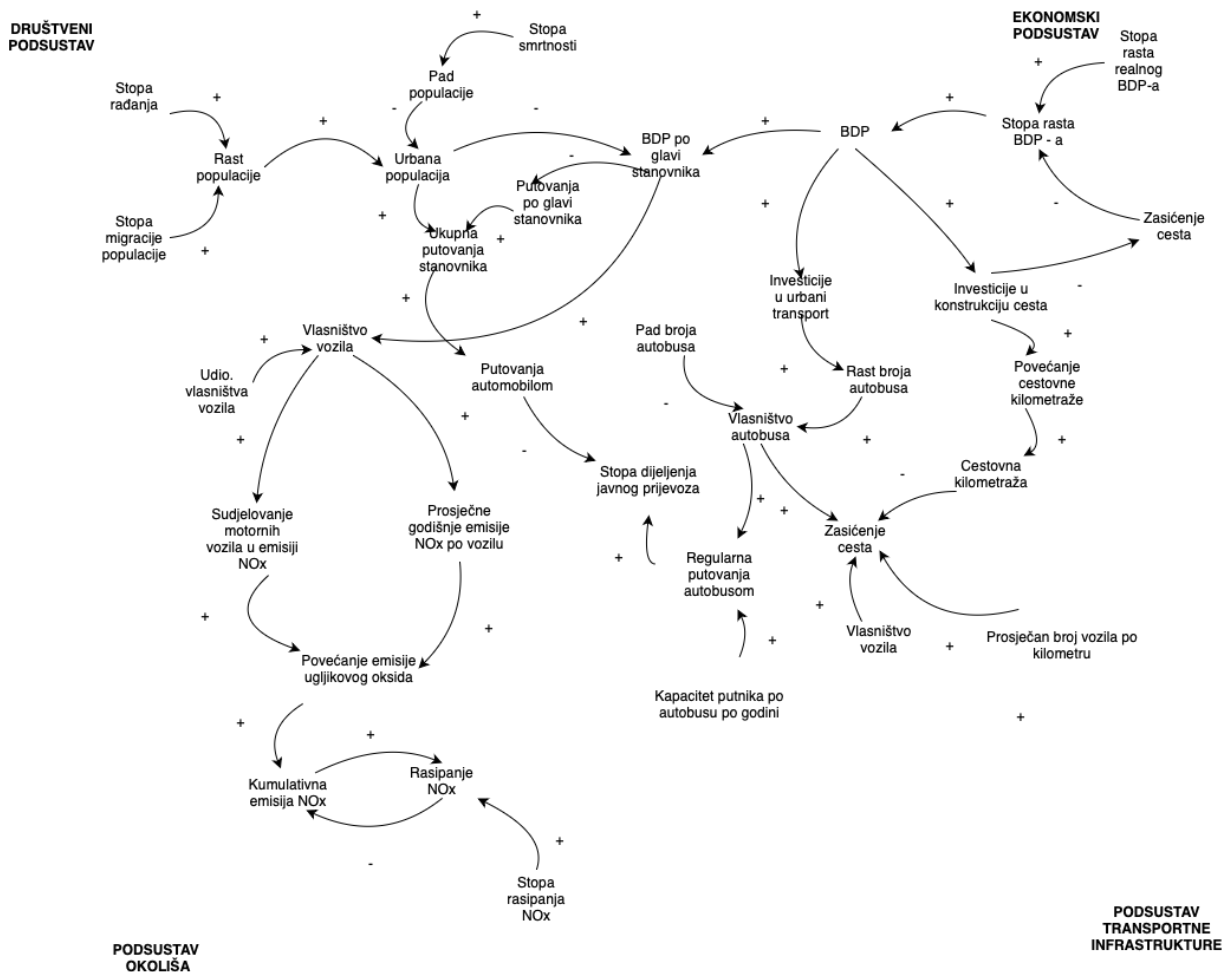 DRUŠTVENI
PODSUSTAV
EKONOMSKI
PODSUSTAV
+
Stopa
smrtnosti
Stopa
rasta
realnog
BDP-a
+
Pad
populacije
Stopa
rađanja
+
-
-
+
+
+
Stopa rasta
BDP - a
BDP
BDP po
glavi
stanovnika
Rast
populacije
Urbana
populacija
-
Putovanja
po glavi
stanovnika
+
+
+
-
Stopa
migracije
populacije
+
Ukupna
putovanja
stanovnika
+
Zasićenje
cesta
+
Investicije
u urbani
transport
Investicije u
konstrukciju cesta
-
Vlasništvo
vozila
+
+
Pad broja
autobusa
+
Udio.
vlasništva
vozila
Putovanja
automobilom
+
Rast broja
autobusa
Povećanje
cestovne
kilometraže
-
+
Vlasništvo
autobusa
+
-
+
+
Stopa dijeljenja
javnog prijevoza
-
Cestovna
kilometraža
Sudjelovanje
motornih
vozila u emisiji
NOx
Prosječne
godišnje emisije
NOx po vozilu
+
+
Zasićenje
cesta
+
Regularna
putovanja
autobusom
+
+
+
Vlasništvo
vozila
+
+
Prosječan broj vozila po
kilometru
Povećanje emisije
ugljikovog oksida
Kapacitet putnika po
autobusu po godini
+
+
+
Kumulativna
emisija NOx
Rasipanje
NOx
-
+
Stopa
rasipanja
NOx
PODSUSTAV
TRANSPORTNE
INFRASTRUKTURE
PODSUSTAV
OKOLIŠA